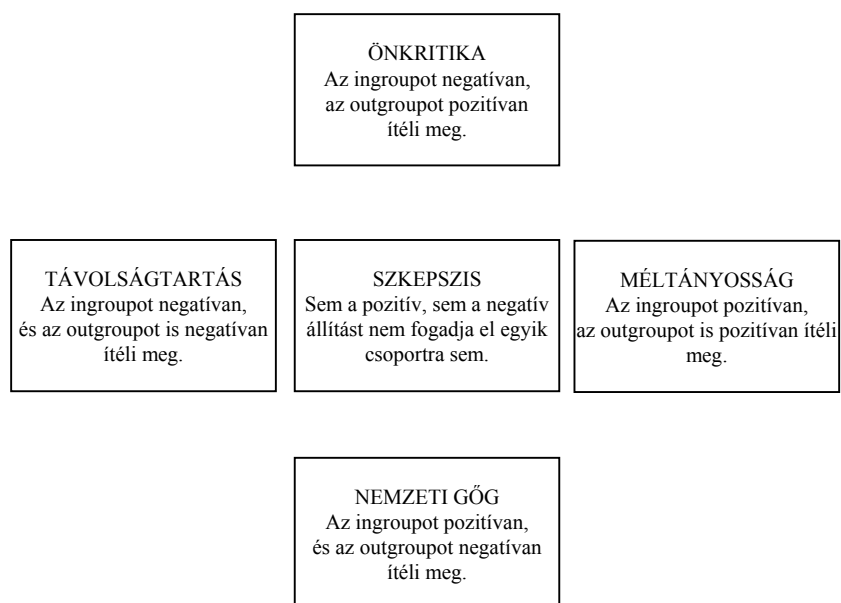 ÖNKRITIKA
Az ingroupot negatívan,
az outgroupot pozitívan
ítéli meg.
TÁVOLSÁGTARTÁS
Az ingroupot negatívan,
és az outgroupot is negatívan
ítéli meg.
SZKEPSZIS
Sem a pozitív, sem a negatív
állítást nem fogadja el egyik
csoportra sem.
MÉLTÁNYOSSÁG
Az ingroupot pozitívan,
az outgroupot is pozitívan ítéli
meg.
NEMZETI GŐG
Az ingroupot pozitívan,
és az outgroupot negatívan
ítéli meg.